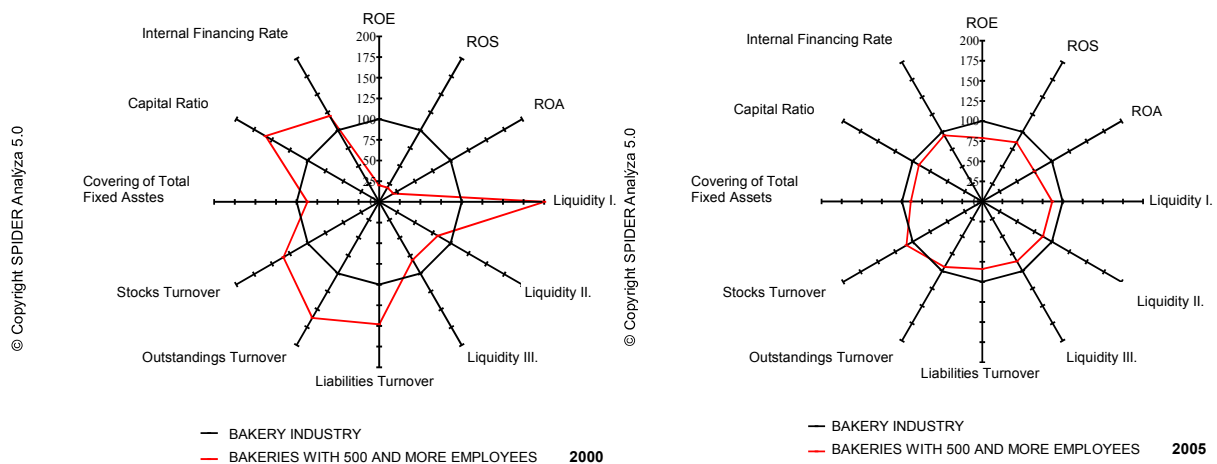 ROE
200
175
150
125
100
75
50
25
ROS
ROA
Liquidity I.
Liquidity II.
Liquidity III.
Liabilities Turnover
Outstandings Turnover
Stocks Turnover
Covering of Total
Fixed Asstes
Capital Ratio
Internal Financing Rate
© Copyright SPIDER Analýza 5.0
BAKERY INDUSTRY
BAKERIES WITH 500 AND MORE EMPLOYEES 2000
ROE
200
175
150
125
100
75
50
25
ROS
ROA
Liquidity I.
Liquidity II.
Liquidity III.
Liabilities Turnover
Outstandings Turnover
Stocks Turnover
Covering of Total
Fixed Assets
Capital Ratio
Internal Financing Rate
© Copyright SPIDER Analýza 5.0
BAKERY INDUSTRY
BAKERIES WITH 500 AND MORE EMPLOYEES 2005